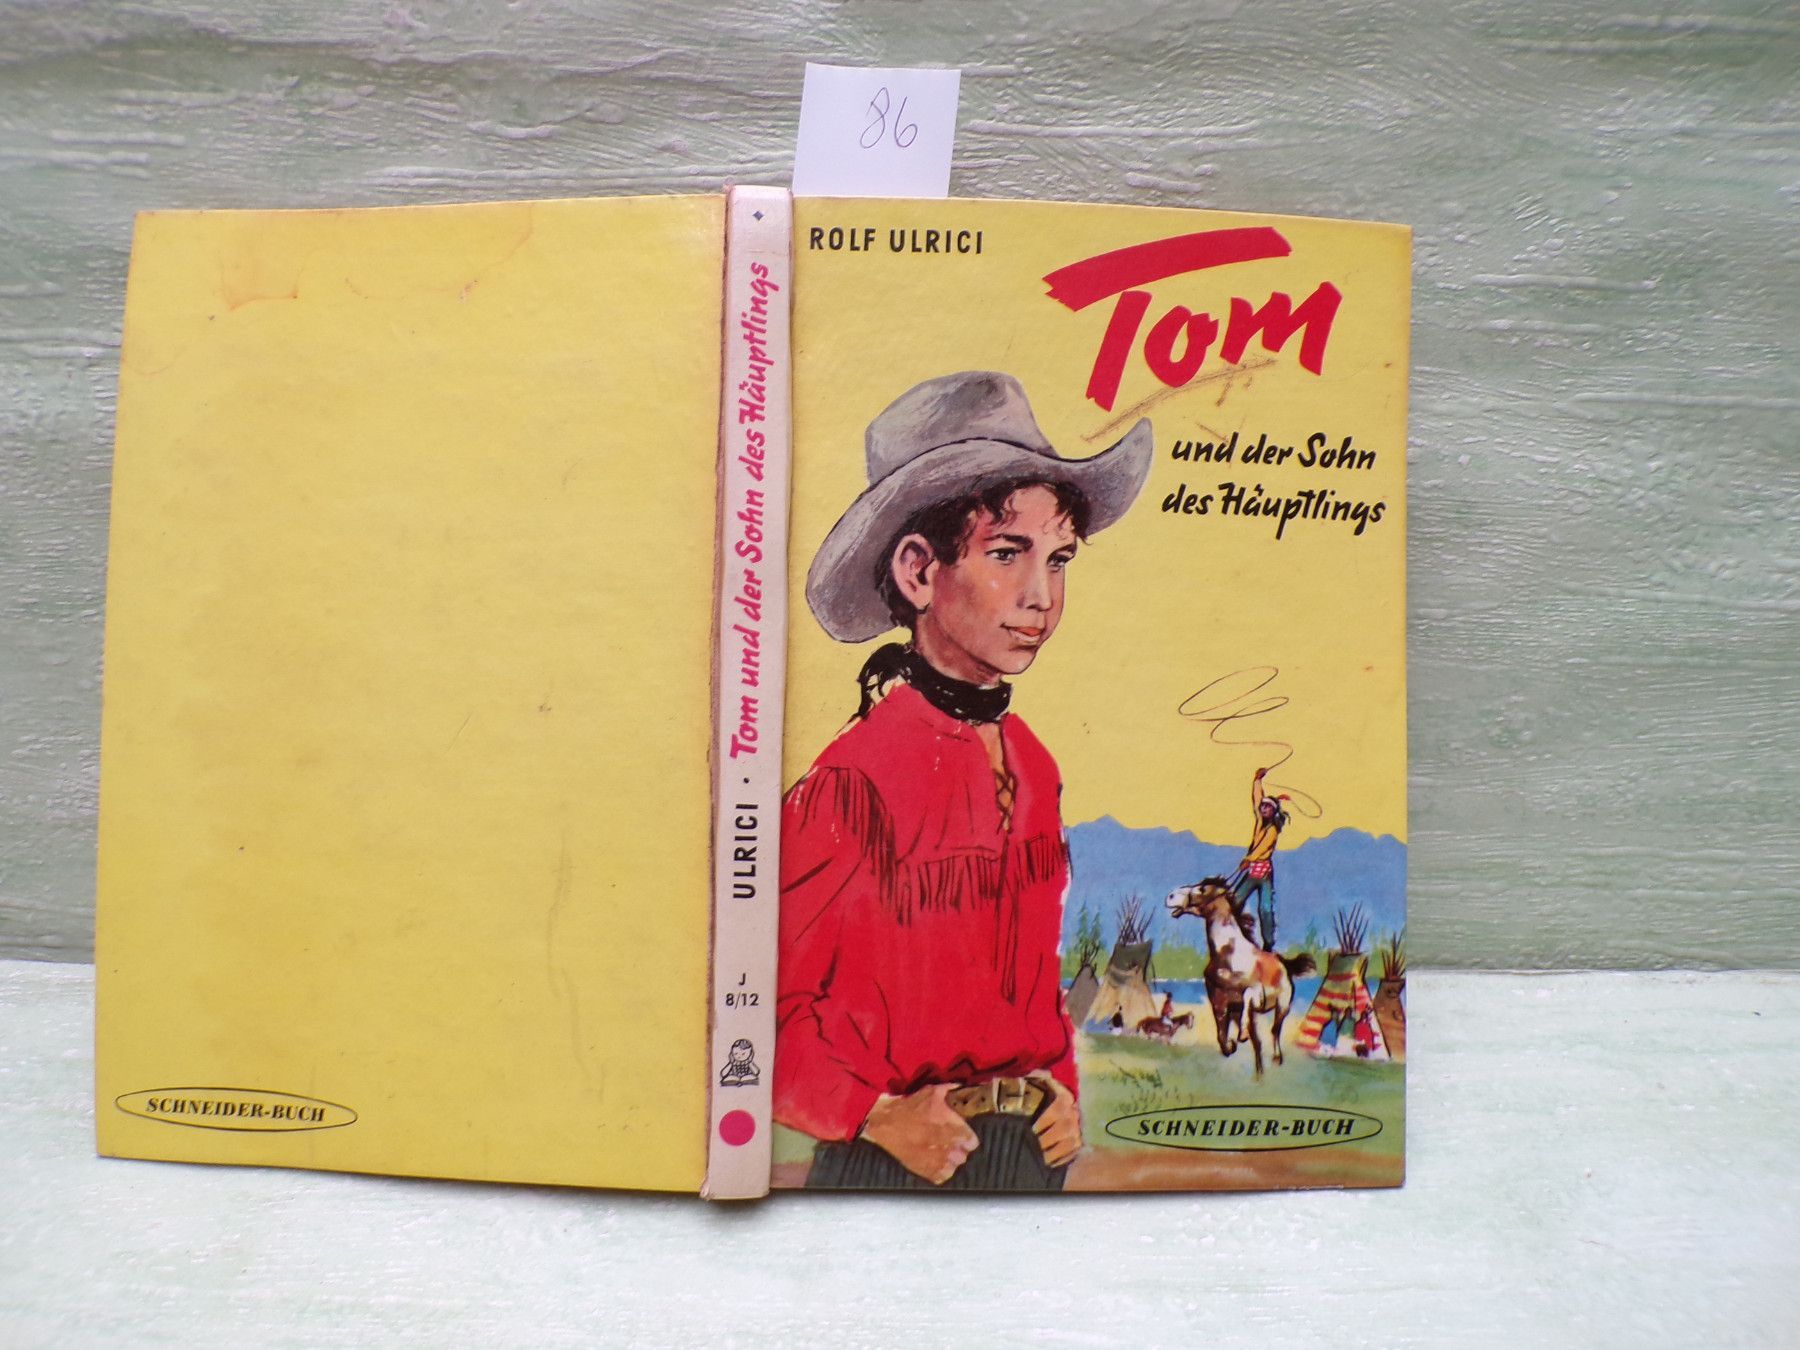 86
ROLF ULRICI
Tom
und der Sohn
des Häuptlings
SCHNEIDER-BUCH
ULRICI · Tom und der Sohn des Häuptlings
J
8/12
SCHNEIDER-BUCH